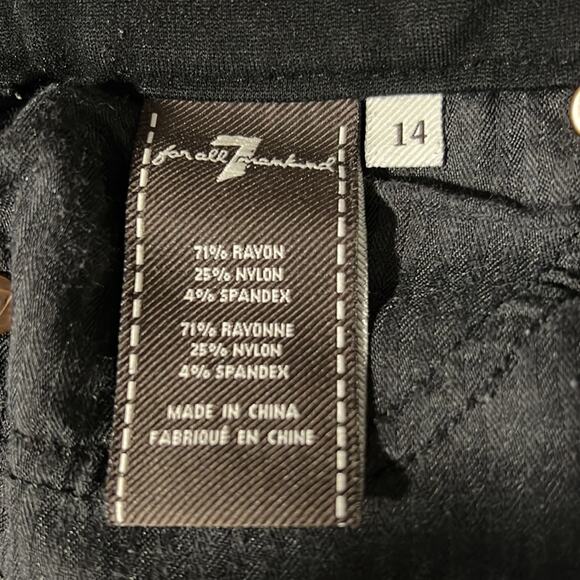 for all 7 mankind
14
71% RAYON
25% NYLON
4% SPANDEX
71% RAYONNE
25% NYLON
4% SPANDEX
MADE IN CHINA
FABRIQUÉ EN CHINE